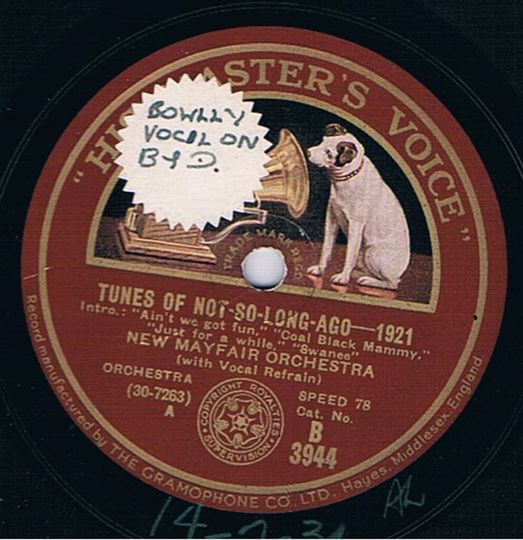 "HIS MASTER'S VOICE"
BOWLLY
VOCAL ON
B & D.
TRADE MARK REGD
TUNES OF NOT-SO-LONG-AGO—1921
Intro.: "Ain't we got fun," "Coal Black Mammy,"
"Just for a while," "Swanee"
NEW MAYFAIR ORCHESTRA
(with Vocal Refrain)
ORCHESTRA
(30-7263)
A
COPYRIGHT ROYALTIES
SUPERVISION
SPEED 78
Cat. No.
B
3944
Record manufactured by THE GRAMOPHONE CO., LTD., Hayes, Middlesex, England